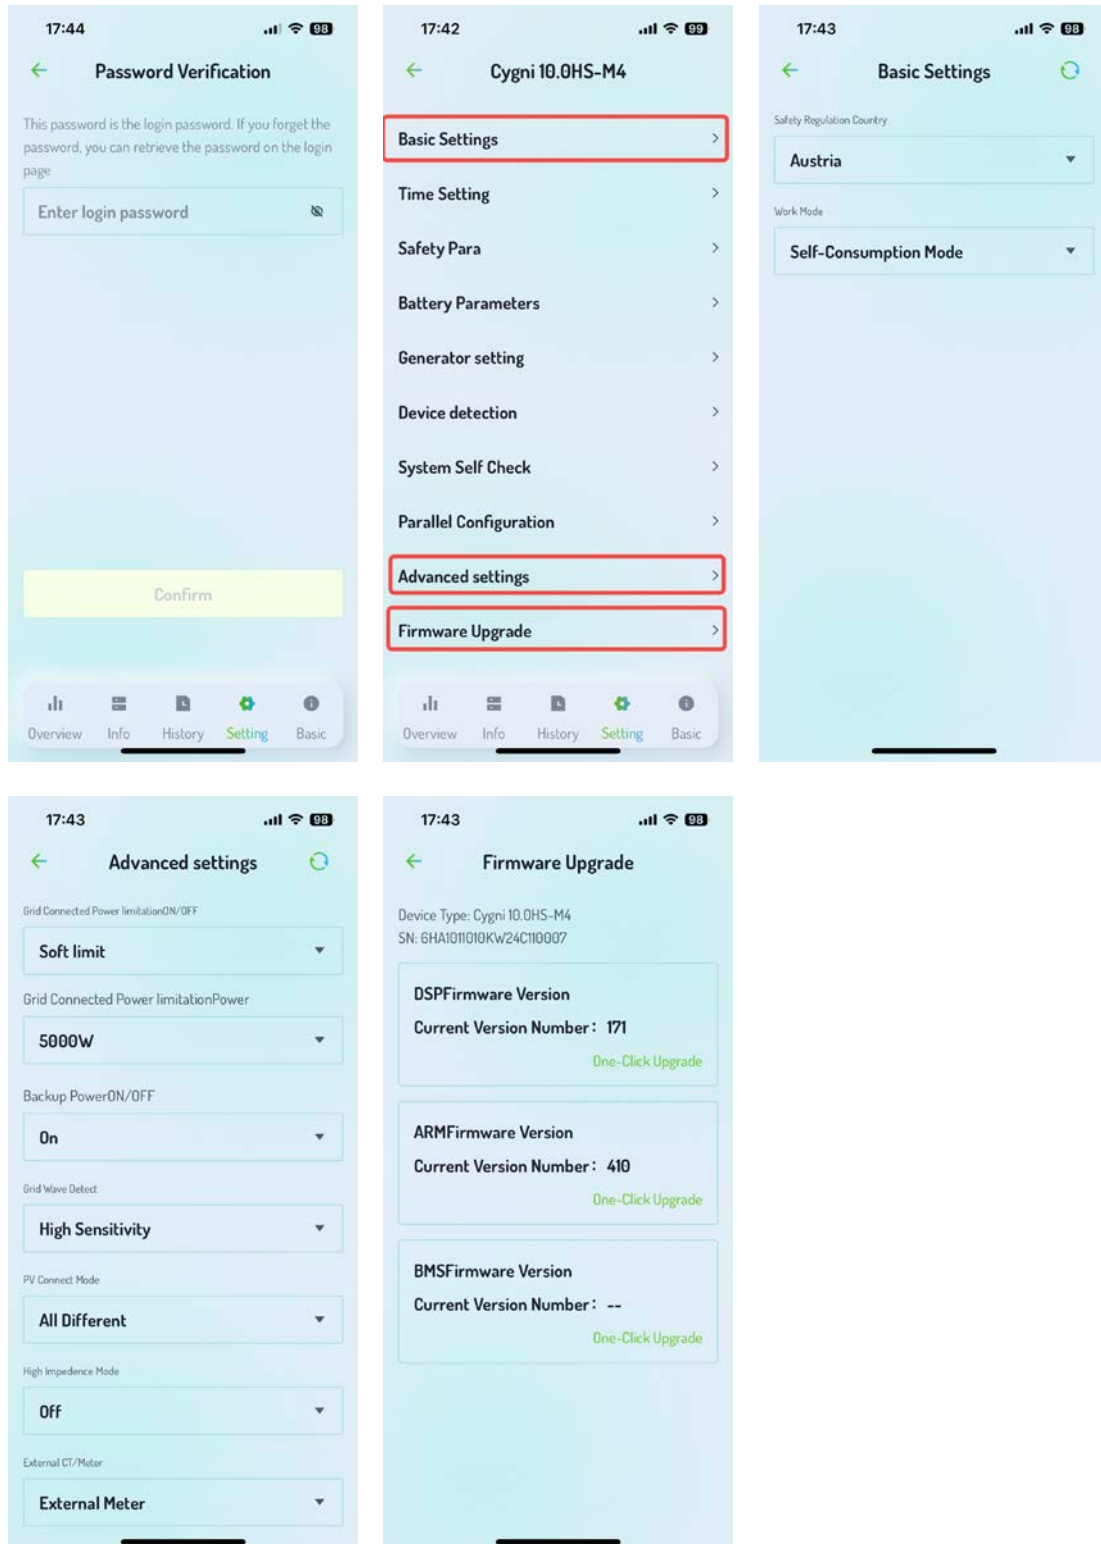 17:44
98
Password Verification
This password is the login password. If you forget the
password, you can retrieve the password on the login
page
Enter login password
Confirm
Overview Info History Setting Basic
17:42
99
Cygni 10.0HS-M4
Basic Settings
Time Setting
Safety Para
Battery Parameters
Generator setting
Device detection
System Self Check
Parallel Configuration
Advanced settings
Firmware Upgrade
Overview Info History Setting Basic
17:43
98
Basic Settings
Safety Regulation Country
Austria
Work Mode
Self-Consumption Mode
17:43
98
Advanced settings
Grid Connected Power limitationON/OFF
Soft limit
Grid Connected Power limitationPower
5000W
Backup PowerON/OFF
On
Grid Wave Detect
High Sensitivity
PV Connect Mode
All Different
High Impedence Mode
Off
External CT/Meter
External Meter
17:43
98
Firmware Upgrade
Device Type: Cygni 10.0HS-M4
SN: 6HA1011010KW24C110007
DSPFirmware Version
Current Version Number: 171
One-Click Upgrade
ARMFirmware Version
Current Version Number: 410
One-Click Upgrade
BMSFirmware Version
Current Version Number: --
One-Click Upgrade